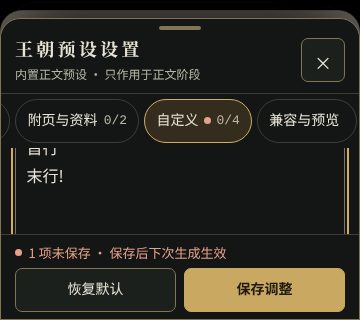 王朝预设设置
内置正文预设 · 只作用于正文阶段
附页与资料 0/2 自定义 0/4 兼容与预览
末行!
1 项未保存 · 保存后下次生成生效
恢复默认 保存调整